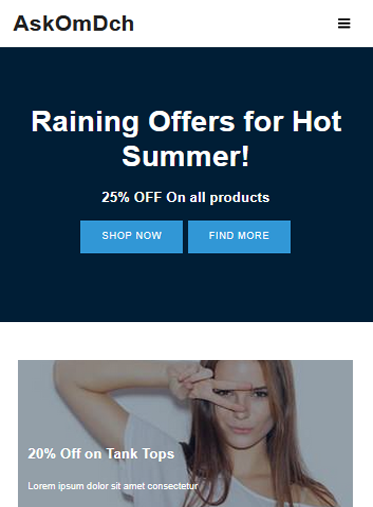 AskOmDch
Raining Offers for Hot
Summer!
25% OFF On all products
SHOP NOW FIND MORE
20% Off on Tank Tops
Lorem ipsum dolor sit amet consectetur